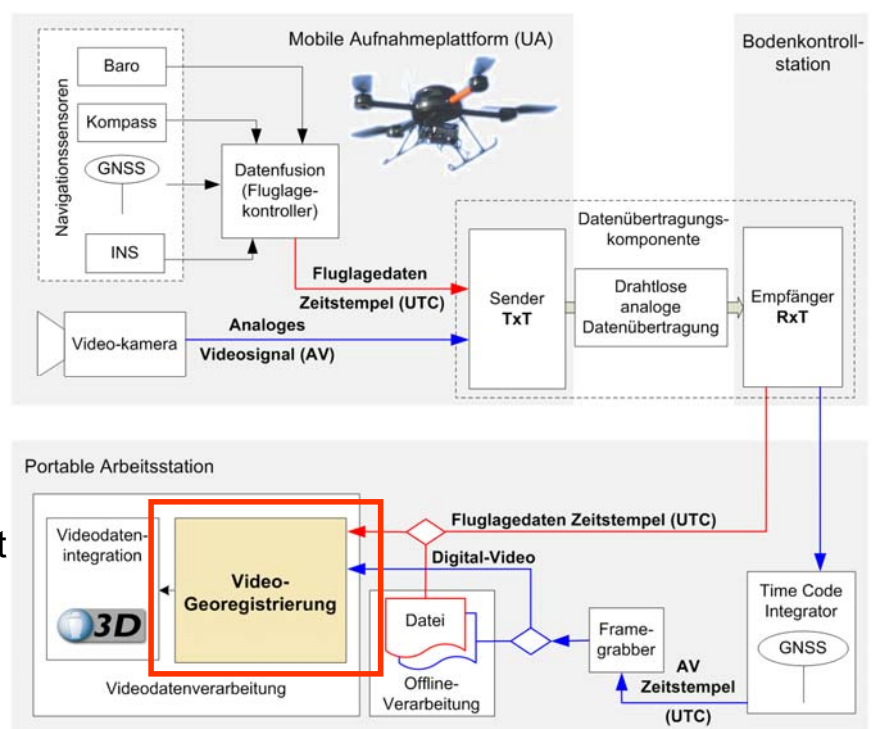 Mobile Aufnahmeplattform (UA)
Bodenkontroll-
station
Navigationssensoren
Baro
Kompass
GNSS
INS
Datenfusion
(Fluglage-
kontroller)
Fluglagedaten
Zeitstempel (UTC)
Video-kamera
Analoges
Videosignal (AV)
Datenübertragungs-
komponente
Sender
TxT
Drahtlose
analoge
Datenübertragung
Empfänger
RxT
Portable Arbeitsstation
t
Videodaten-
integration
3D
Video-
Georegistrierung
Videodatenverarbeitung
Fluglagedaten Zeitstempel (UTC)
Digital-Video
Datei
Offline-
Verarbeitung
Frame-
grabber
AV
Zeitstempel
(UTC)
Time Code
Integrator
GNSS